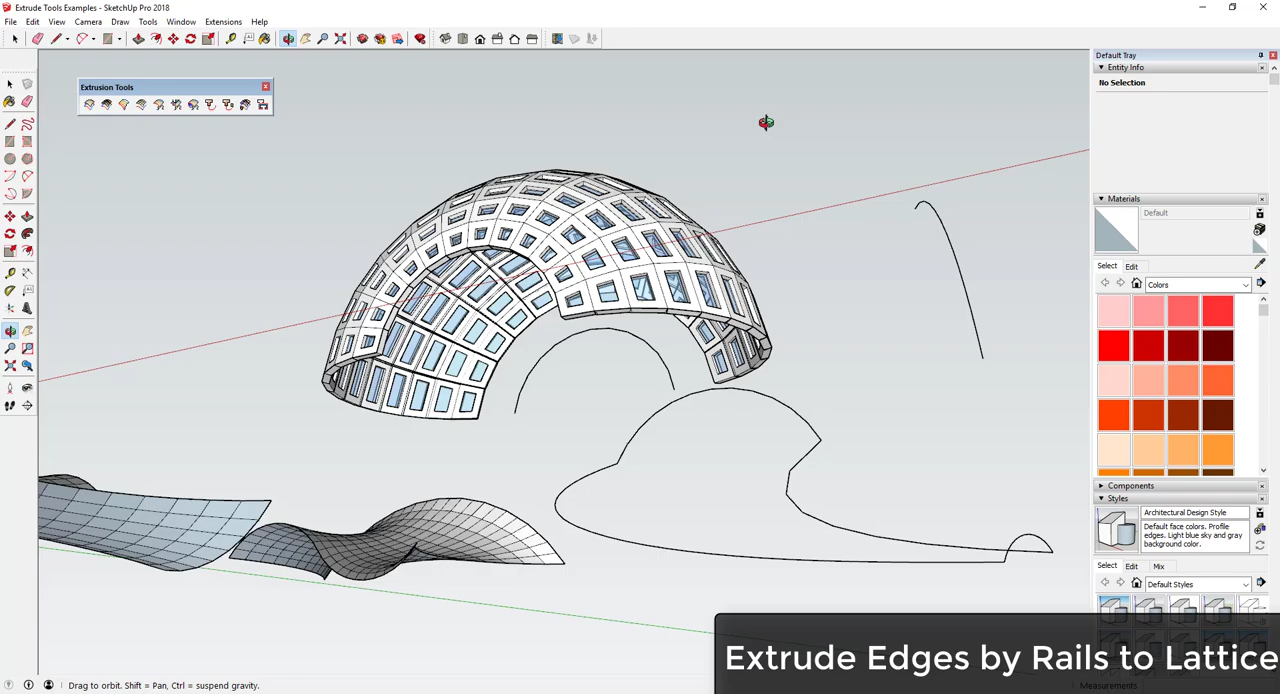 Extrude Tools Examples - SketchUp Pro 2018
File Edit View Camera Draw Tools Window Extensions Help
Extrusion Tools
Default Tray
Entity Info
No Selection
Materials
Default
Select Edit
Colors
Components
Styles
Architectural Design Style
Default face colors. Profile
edges. Light blue sky and gray
background color.
Select Edit Mix
Default Styles
Extrude Edges by Rails to Lattice
Drag to orbit. Shift = Pan, Ctrl = suspend gravity.
Measurements